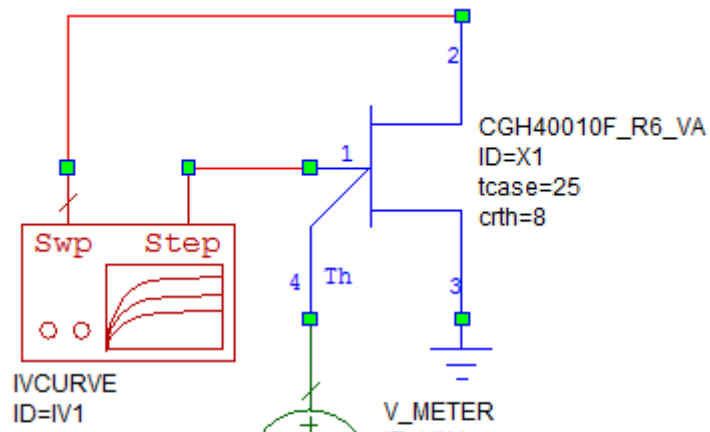 2
CGH40010F_R6_VA
ID=X1
tcase=25
crth=8
1
Swp Step
4 Th
3
IVCURVE
ID=IV1
V_METER
+